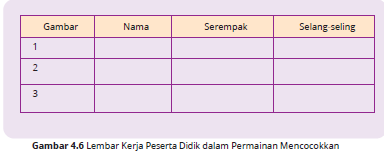 Gambar Nama Serempak Selang-seling
1
2
3
Gambar 4.6 Lembar Kerja Peserta Didik dalam Permainan Mencocokkan